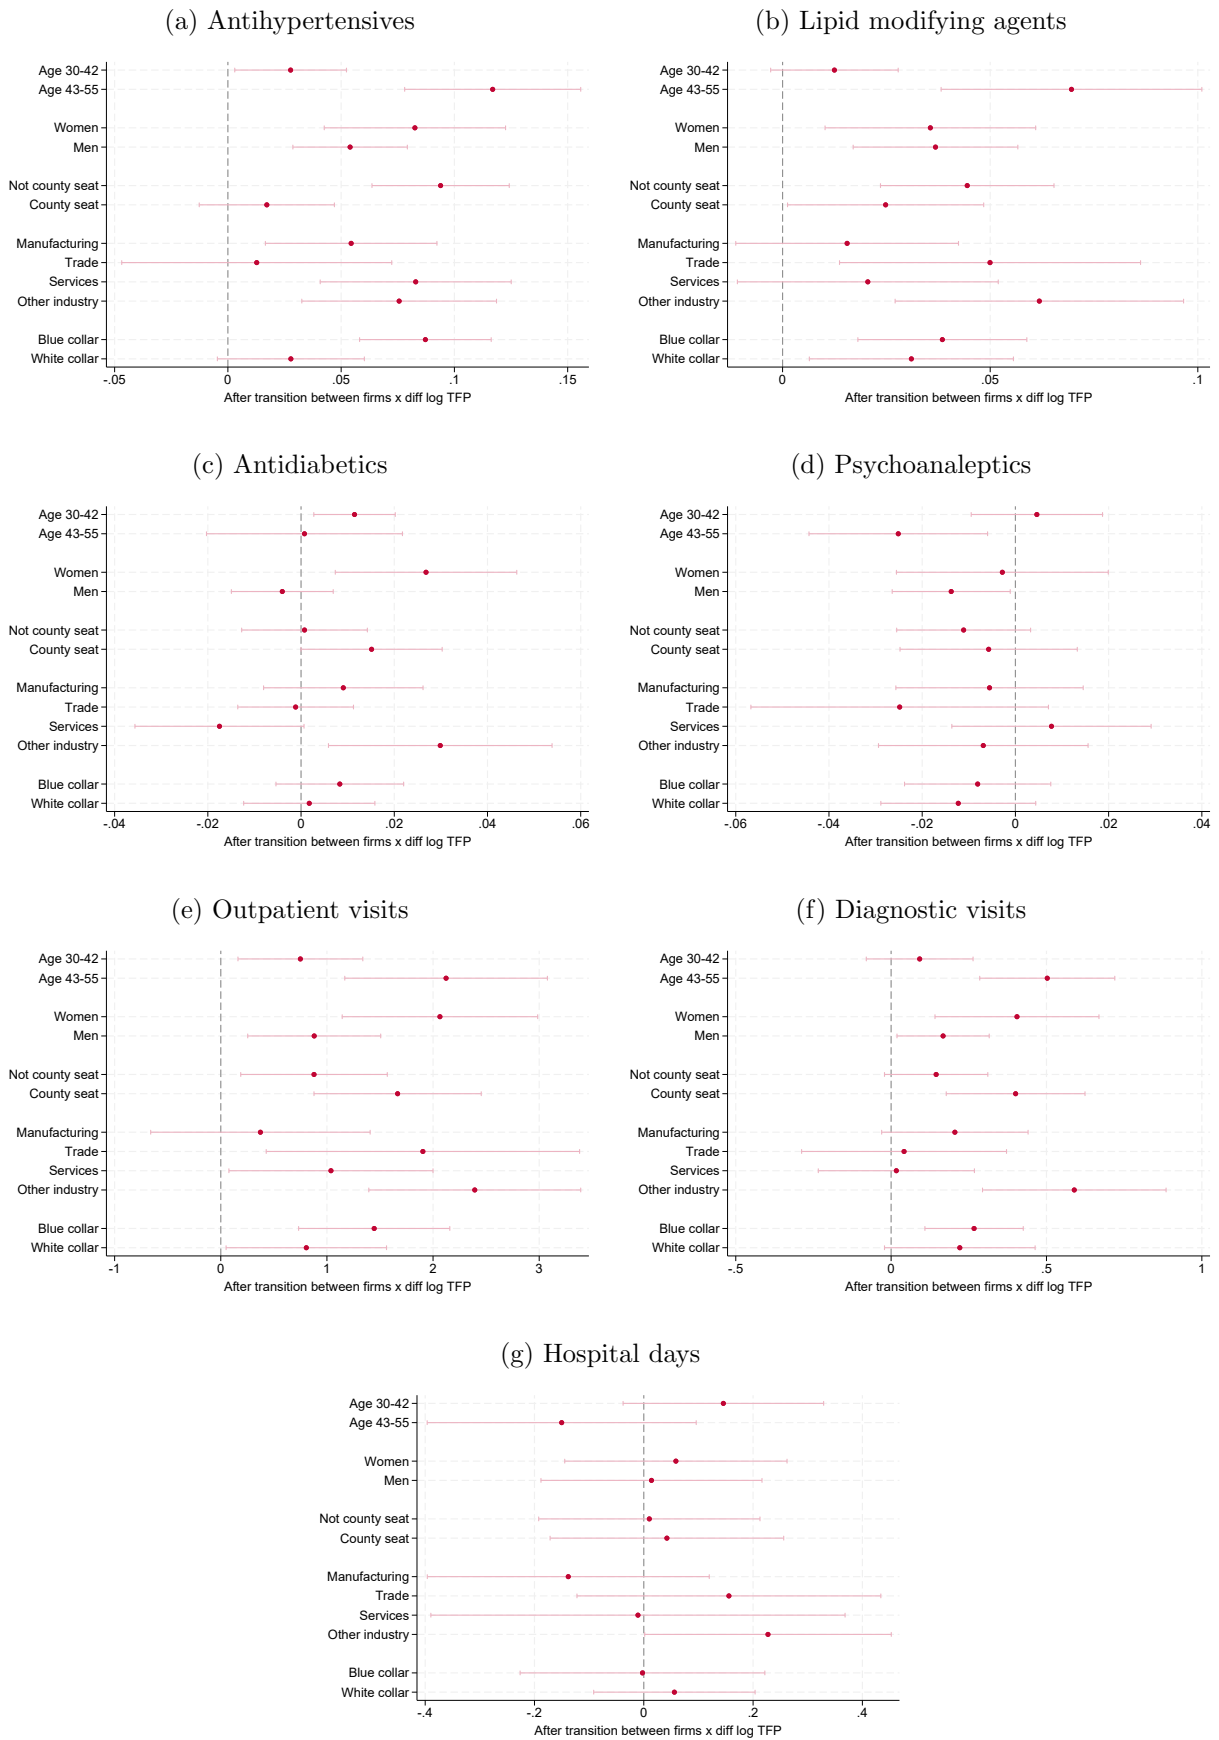 (a) Antihypertensives
Age 30-42
Age 43-55
Women
Men
Not county seat
County seat
Manufacturing
Trade
Services
Other industry
Blue collar
White collar
-.05 0 .05 .1 .15
After transition between firms x diff log TFP
(b) Lipid modifying agents
Age 30-42
Age 43-55
Women
Men
Not county seat
County seat
Manufacturing
Trade
Services
Other industry
Blue collar
White collar
0 .05 .1
After transition between firms x diff log TFP
(c) Antidiabetics
Age 30-42
Age 43-55
Women
Men
Not county seat
County seat
Manufacturing
Trade
Services
Other industry
Blue collar
White collar
-.04 -.02 0 .02 .04 .06
After transition between firms x diff log TFP
(d) Psychoanaleptics
Age 30-42
Age 43-55
Women
Men
Not county seat
County seat
Manufacturing
Trade
Services
Other industry
Blue collar
White collar
-.06 -.04 -.02 0 .02 .04
After transition between firms x diff log TFP
(e) Outpatient visits
Age 30-42
Age 43-55
Women
Men
Not county seat
County seat
Manufacturing
Trade
Services
Other industry
Blue collar
White collar
-1 0 1 2 3
After transition between firms x diff log TFP
(f) Diagnostic visits
Age 30-42
Age 43-55
Women
Men
Not county seat
County seat
Manufacturing
Trade
Services
Other industry
Blue collar
White collar
-.5 0 .5 1
After transition between firms x diff log TFP
(g) Hospital days
Age 30-42
Age 43-55
Women
Men
Not county seat
County seat
Manufacturing
Trade
Services
Other industry
Blue collar
White collar
-.4 -.2 0 .2 .4
After transition between firms x diff log TFP